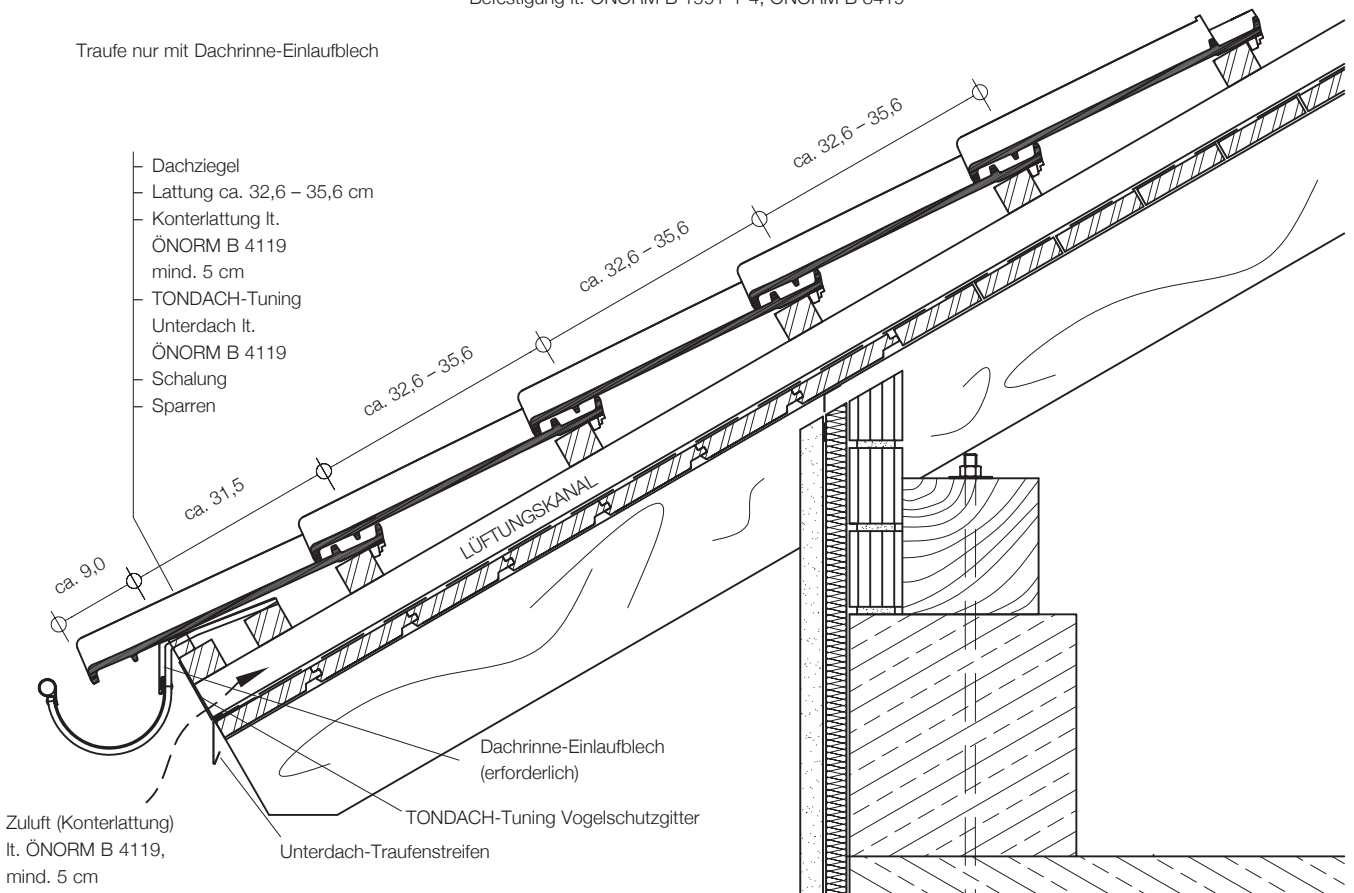 Traufe nur mit Dachrinne-Einlaufblech
Dachziegel
Lattung ca. 32,6 – 35,6 cm
Konterlattung lt.
ÖNORM B 4119
mind. 5 cm
TONDACH-Tuning
Unterdach lt.
ÖNORM B 4119
Schalung
Sparren
ca. 9,0
ca. 31,5
ca. 32,6 – 35,6
ca. 32,6 – 35,6
ca. 32,6 – 35,6
LÜFTUNGSKANAL
Dachrinne-Einlaufblech
(erforderlich)
TONDACH-Tuning Vogelschutzgitter
Unterdach-Traufenstreifen
Zuluft (Konterlattung)
lt. ÖNORM B 4119,
mind. 5 cm